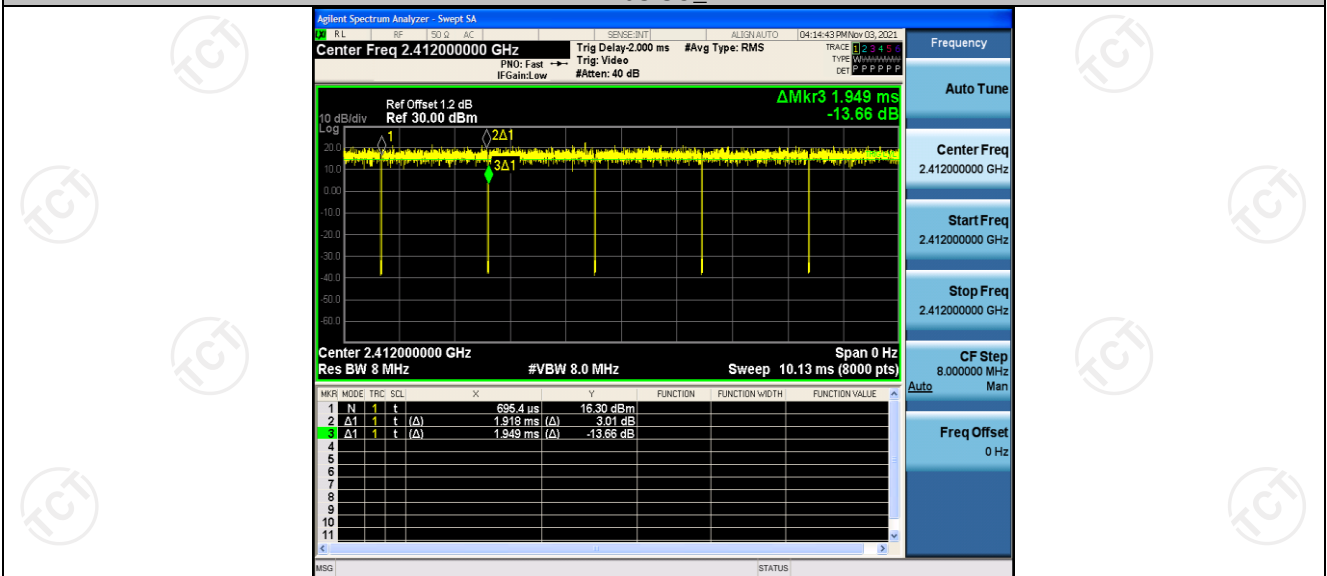 Agilent Spectrum Analyzer - Swept SA
RL RF 50 Ω AC SENSE:INT ALIGN AUTO 04:14:43 PM Nov 03, 2021
Center Freq 2.412000000 GHz
PNO: Fast
IFGain:Low
Trig Delay-2.000 ms
Trig: Video
#Atten: 40 dB
#Avg Type: RMS
TRACE 1 2 3 4 5 6
TYPE
DET P P P P P P
Frequency
Auto Tune
Center Freq
2.412000000 GHz
Start Freq
2.412000000 GHz
Stop Freq
2.412000000 GHz
CF Step
8.000000 MHz
Auto Man
Freq Offset
0 Hz
ΔMkr3 1.949 ms
-13.66 dB
Ref Offset 1.2 dB
10 dB/div Ref 30.00 dBm
Log
20.0
10.0
0.00
-10.0
-20.0
-30.0
-40.0
-50.0
-60.0
1
2Δ1
3Δ1
Center 2.412000000 GHz Span 0 Hz
Res BW 8 MHz #VBW 8.0 MHz Sweep 10.13 ms (8000 pts)
MKR MODE TRC SCL X Y FUNCTION FUNCTION WIDTH FUNCTION VALUE
1 N 1 t 695.4 µs 16.30 dBm
2 Δ1 1 t (Δ) 1.918 ms (Δ) 3.01 dB
3 Δ1 1 t (Δ) 1.949 ms (Δ) -13.66 dB
4
5
6
7
8
9
10
11
MSG STATUS
TCT
TCT
TCT
TCT
TCT
TCT
TCT
TCT